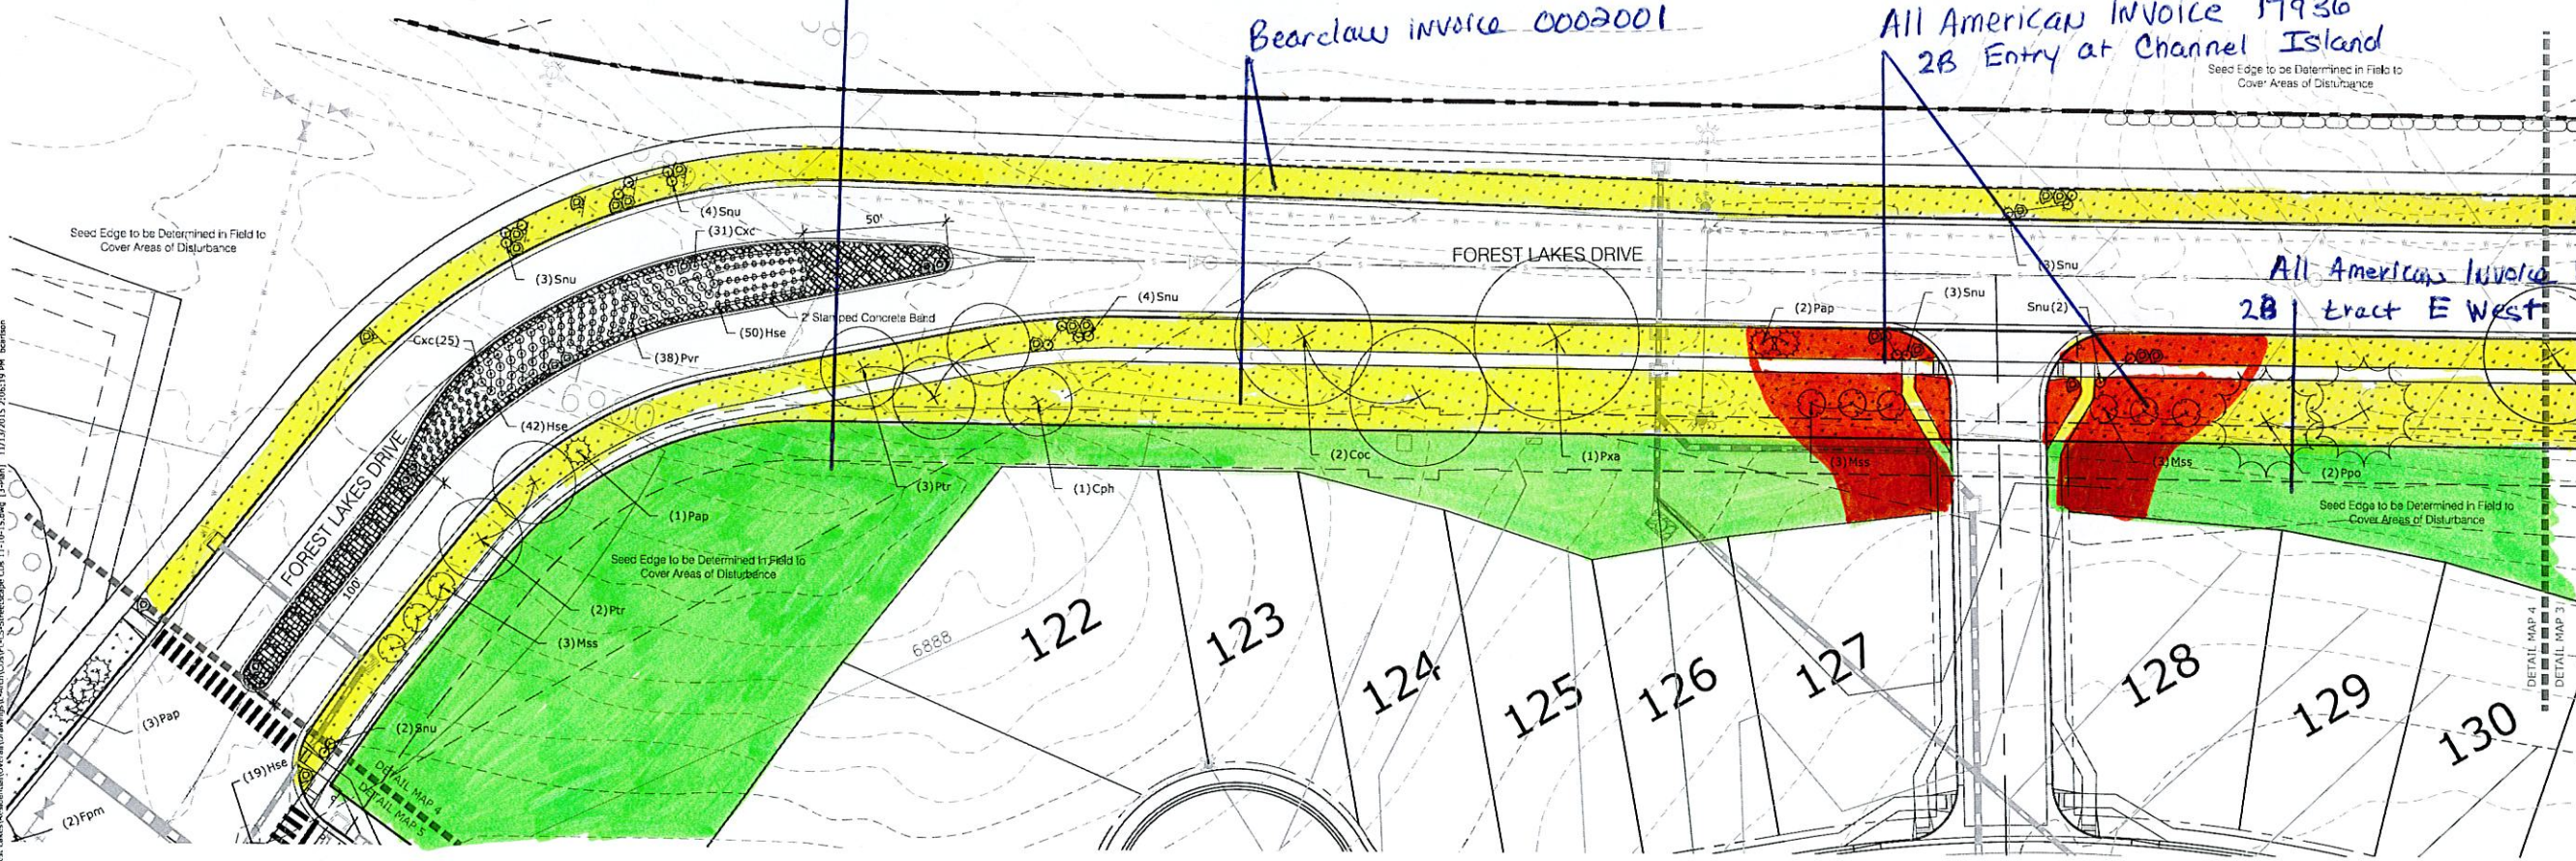 Bearclaw invoice 0002001
All American Invoice 17936
2B Entry at Channel Island
Seed Edge to be Determined in Field to
Cover Areas of Disturbance
Seed Edge to be Determined in Field to
Cover Areas of Disturbance
(4)Snu
50'
(31)Cxc
(3)Snu
FOREST LAKES DRIVE
(3)Snu
All American Invoice
2B tract E West
(4)Snu
2' Stamped Concrete Band
(50)Hse
(2)Pap
(3)Snu
Snu(2)
Cxc(25)
(38)Pvr
6900
(42)Hse
FOREST LAKES DRIVE
100'
(3)Ptr
(1)Cph
(2)Coc
(1)Pxa
(3)Mss
(3)Mss
(2)Ppo
(1)Pap
Seed Edge to be Determined in Field to
Cover Areas of Disturbance
Seed Edge to be Determined in Field to
Cover Areas of Disturbance
(2)Ptr
(3)Mss
6888
122
123
124
125
126
127
128
129
130
DETAIL MAP 4
DETAIL MAP 3
(3)Pap
(2)Snu
(19)Hse
DETAIL MAP 4
DETAIL MAP 5
(2)Fpm